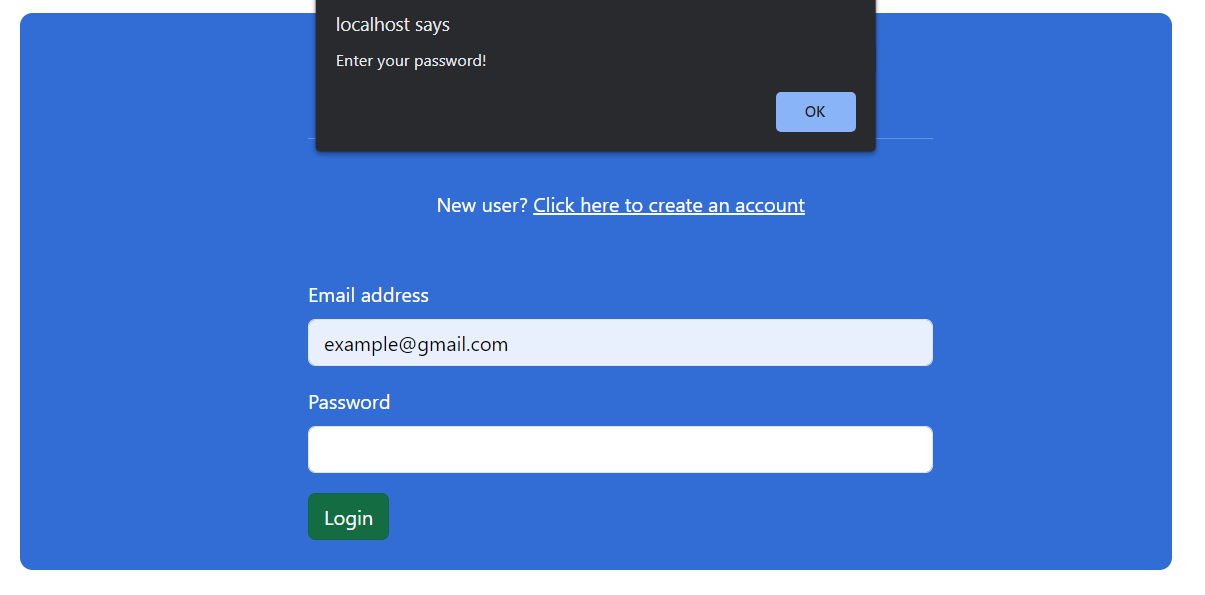 localhost says
Enter your password!
OK
New user? Click here to create an account
Email address
example@gmail.com
Password
Login